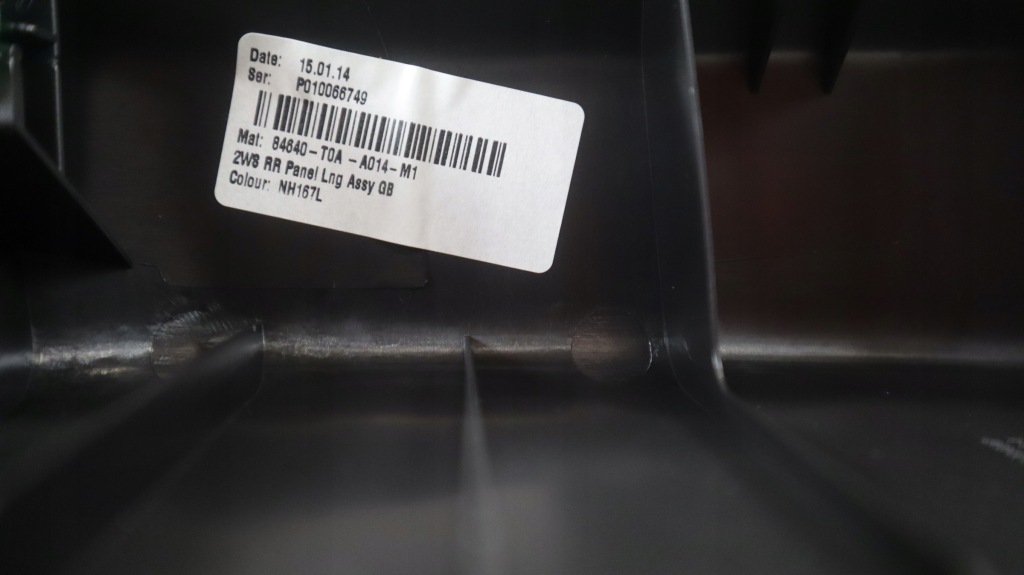 Date: 15.01.14
Ser: P010066749
Mat: 84640-T0A -A014-M1
2WS RR Panel Lng Assy GB
Colour: NH167L